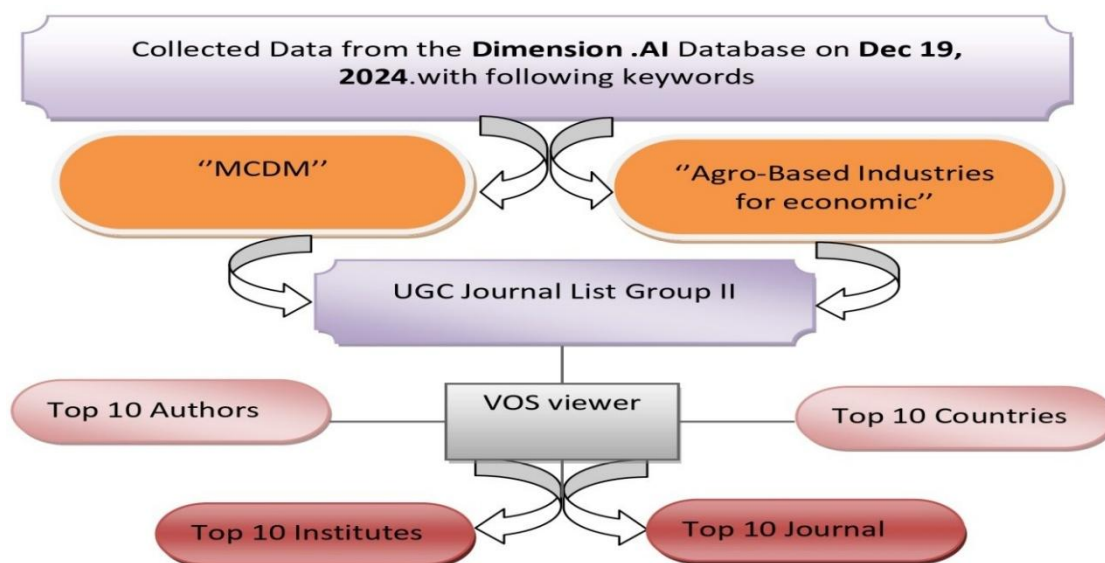 Collected Data from the Dimension .AI Database on Dec 19,
2024.with following keywords
‘’MCDM’’
‘’Agro-Based Industries
for economic’’
UGC Journal List Group II
Top 10 Authors
VOS viewer
Top 10 Countries
Top 10 Institutes
Top 10 Journal